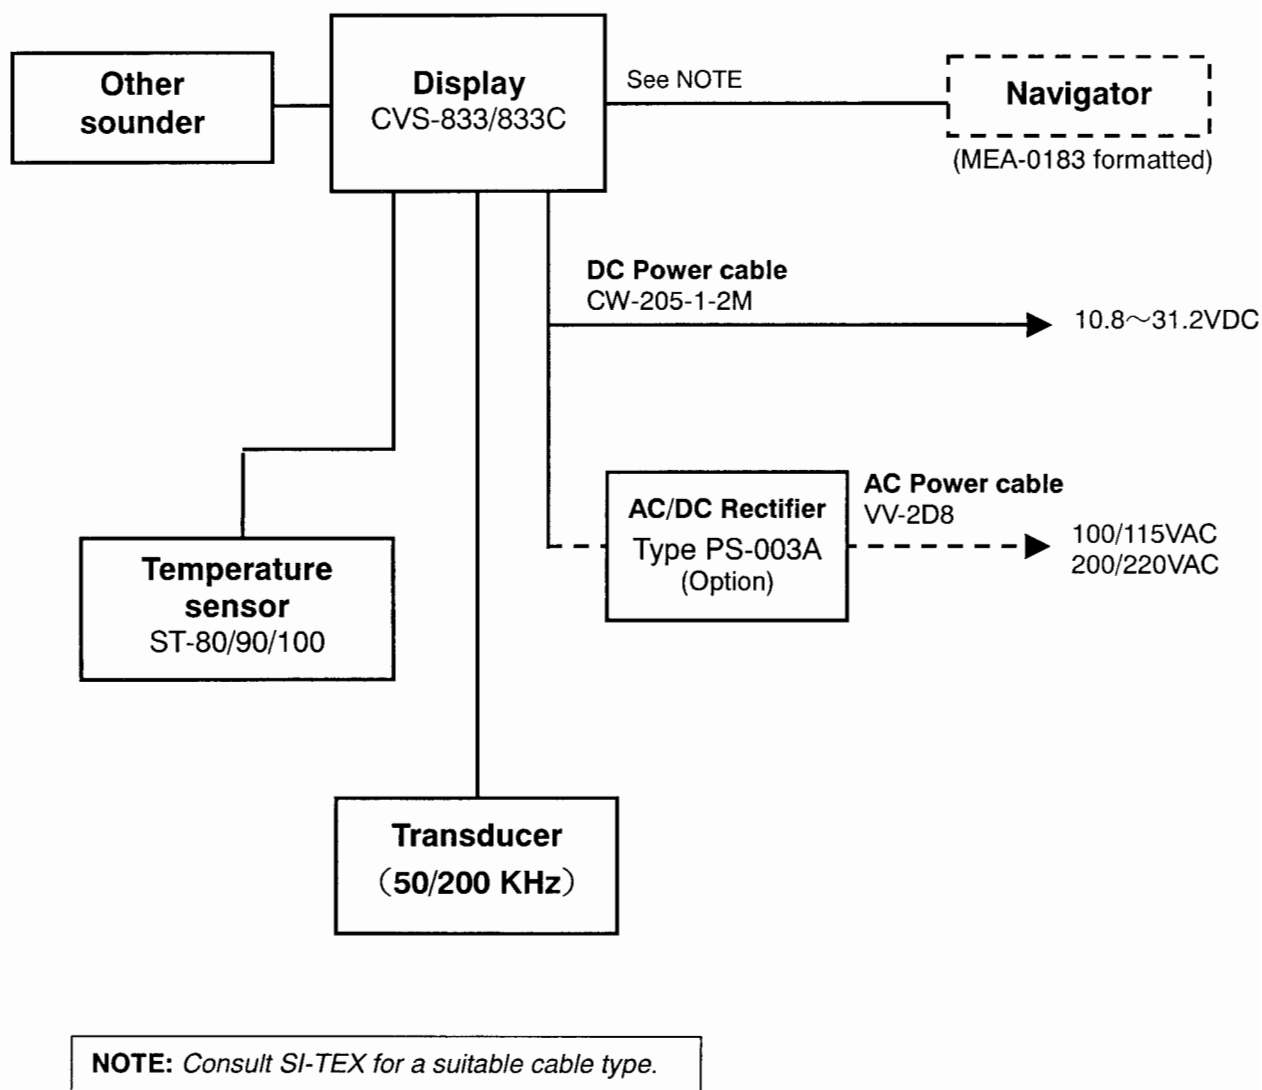 Other
sounder
Display
CVS-833/833C
See NOTE
Navigator
(MEA-0183 formatted)
DC Power cable
CW-205-1-2M
10.8～31.2VDC
AC/DC Rectifier
Type PS-003A
(Option)
AC Power cable
VV-2D8
100/115VAC
200/220VAC
Temperature
sensor
ST-80/90/100
Transducer
（50/200 KHz）
NOTE: Consult SI-TEX for a suitable cable type.